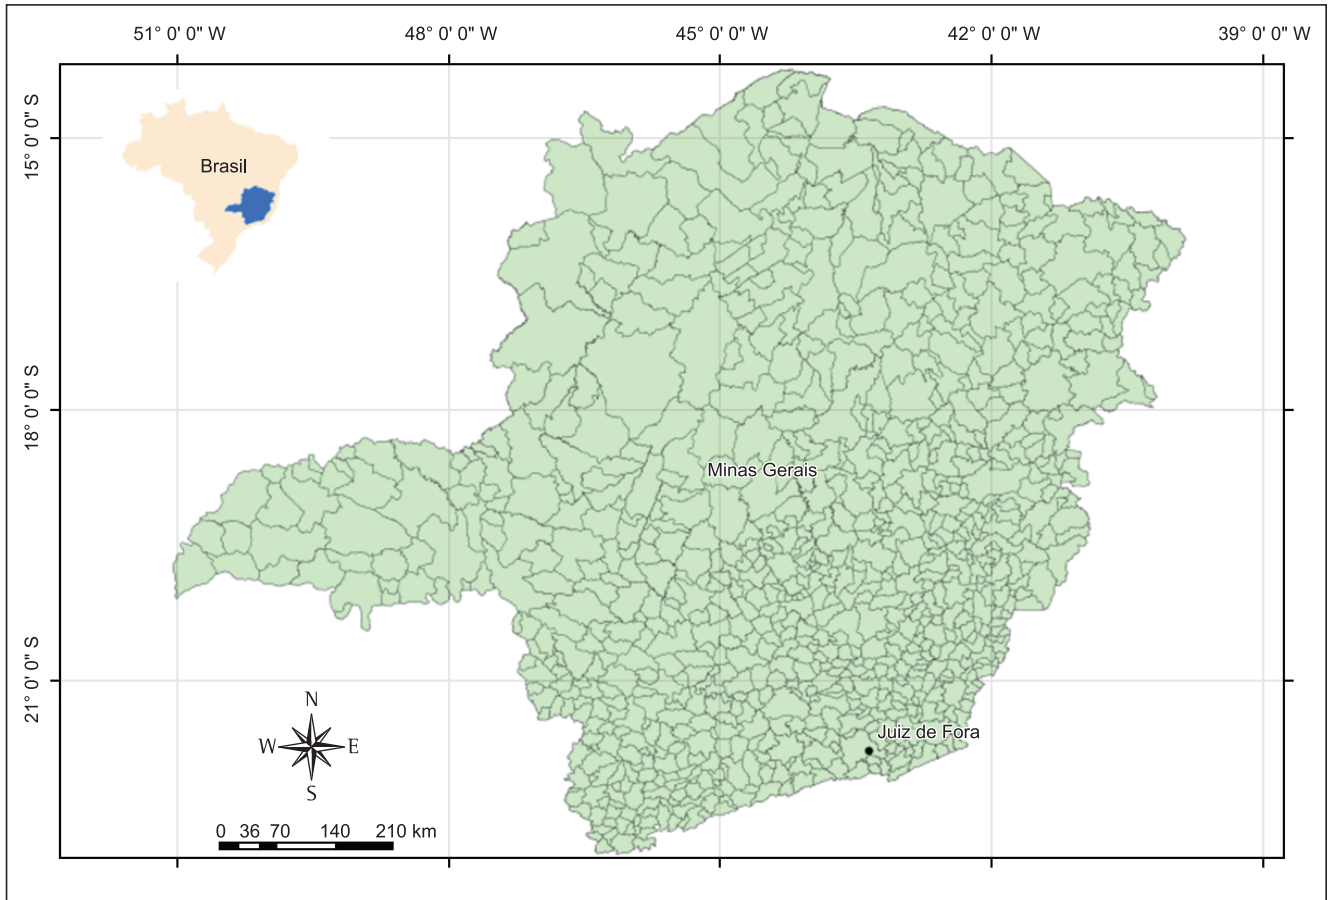 51° 0' 0" W 48° 0' 0" W 45° 0' 0" W 42° 0' 0" W 39° 0' 0" W
15° 0' 0" S
Brasil
18° 0' 0" S
Minas Gerais
21° 0' 0" S
N
Juiz de Fora
W E
S
0 36 70 140 210 km